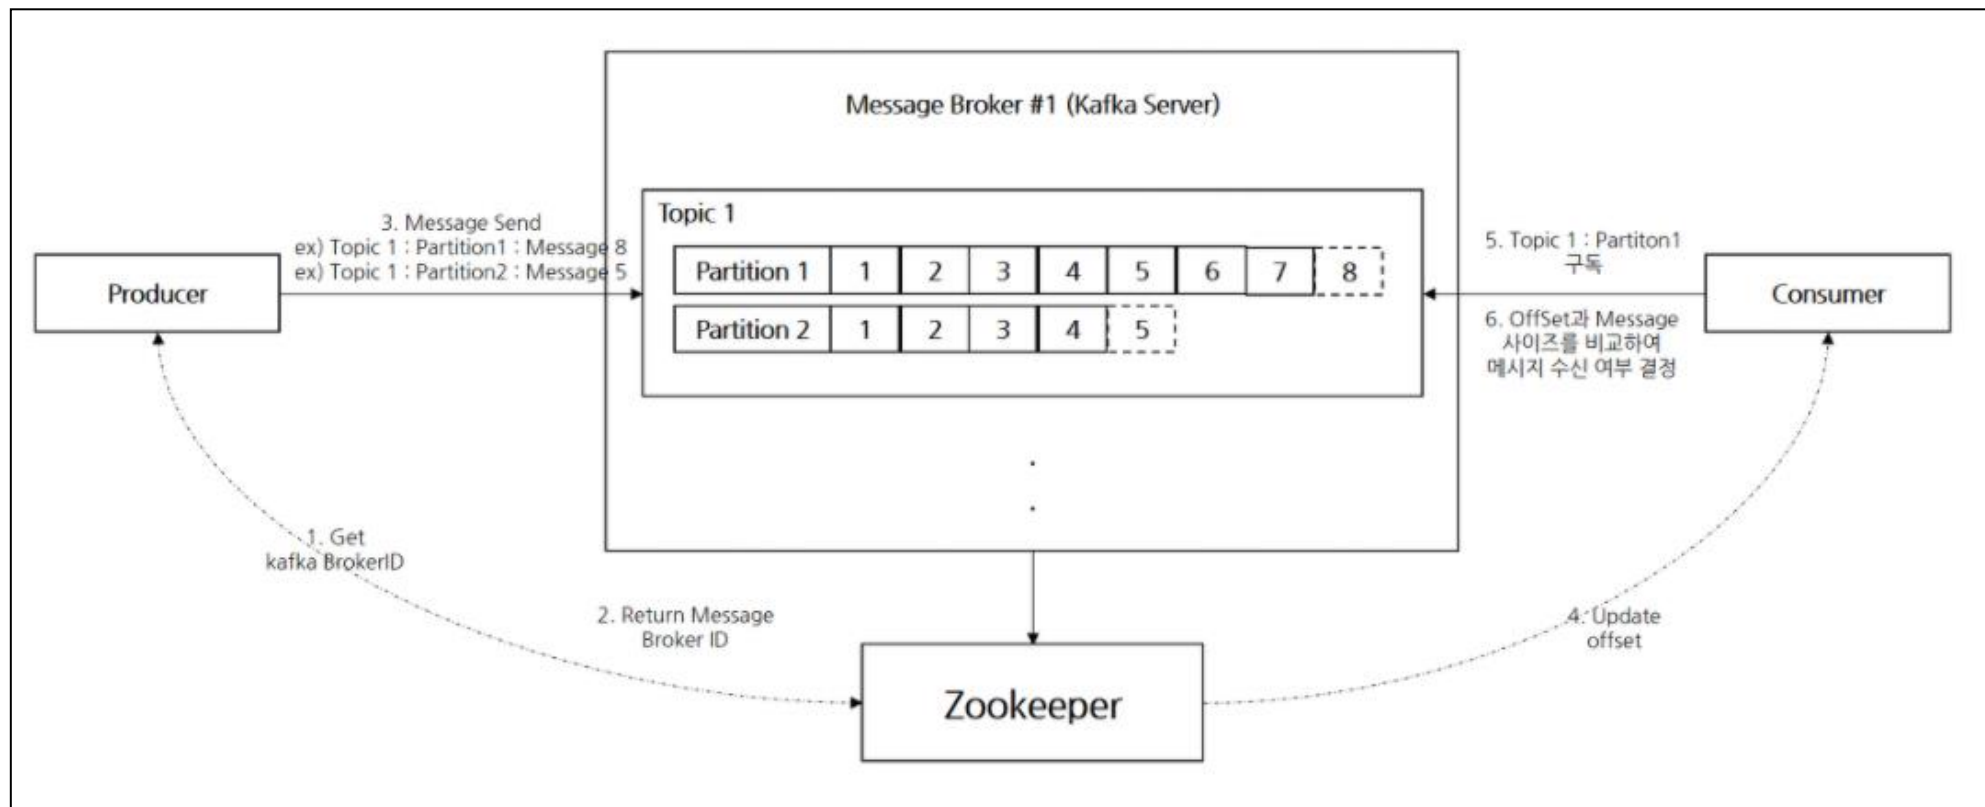 Message Broker #1 (Kafka Server)
3. Message Send
ex) Topic 1 : Partition1 : Message 8
ex) Topic 1 : Partition2 : Message 5
Producer
Topic 1
Partition 1 1 2 3 4 5 6 7 8
Partition 2 1 2 3 4 5
5. Topic 1 : Partiton1
구독
Consumer
6. OffSet과 Message
사이즈를 비교하여
메시지 수신 여부 결정
1. Get
kafka BrokerID
2. Return Message
Broker ID
4. Update
offset
Zookeeper